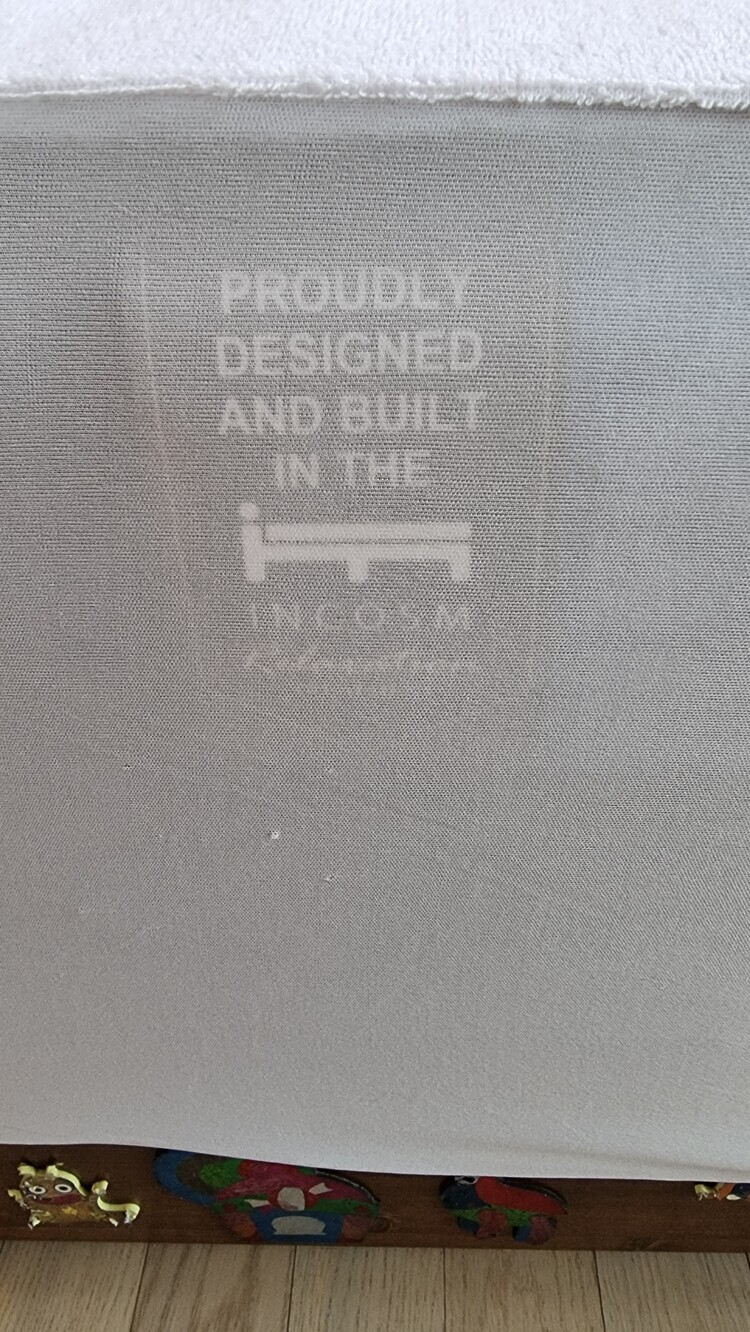 PROUDLY
DESIGNED
AND BUILT
IN THE
INCOSM